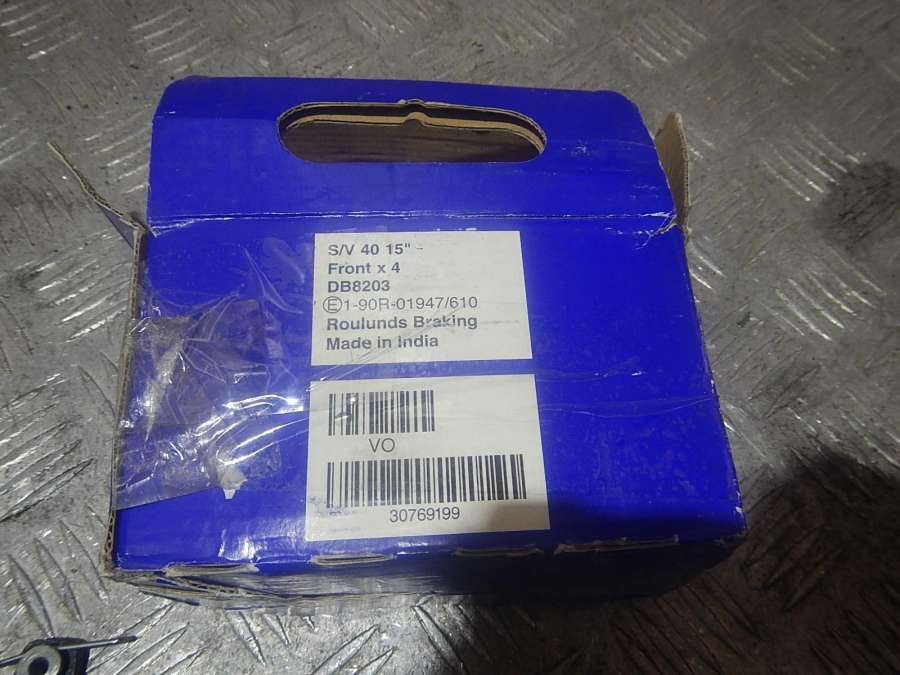 S/V 40 15" -
Front x 4
DB8203
Ⓔ1-90R-01947/610
Roulunds Braking
Made in India
VO
30769199